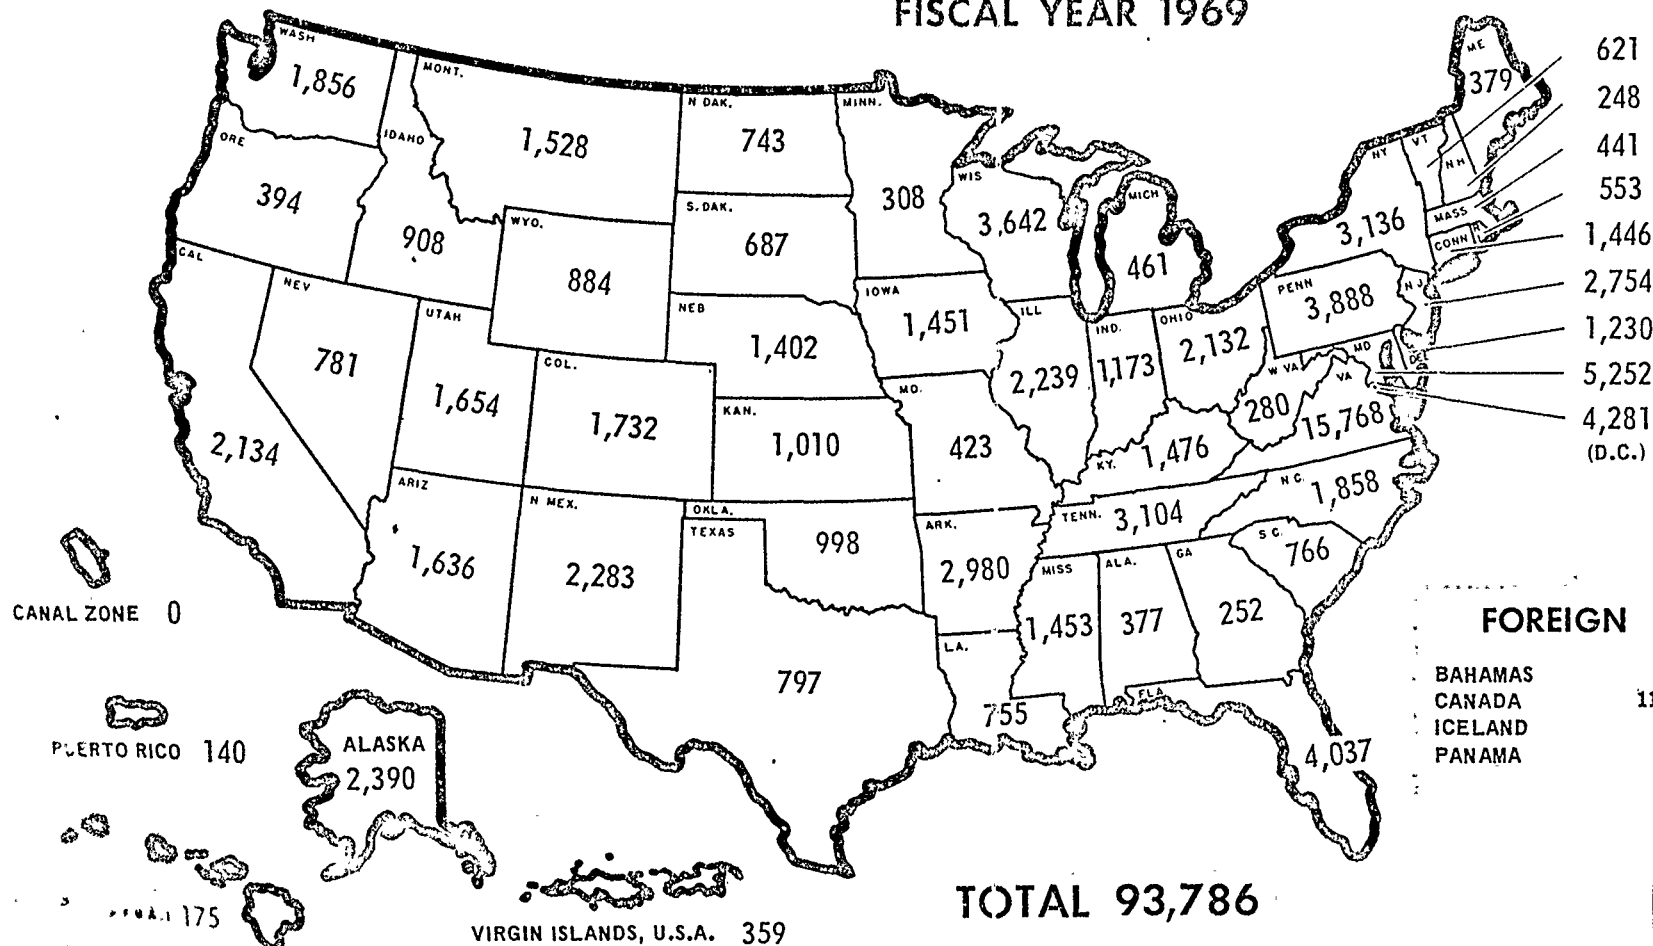 FISCAL YEAR 1969
WASH
1,856
MONT.
1,528
N DAK.
743
MINN.
308
ME
379
621
248
441
553
1,446
2,754
1,230
5,252
4,281
(D.C.)
ORE
394
IDAHO
908
WYO.
884
S. DAK.
687
WIS
3,642
MICH
461
NY
3,136
VT
NH
MASS
CONN
RI
CAL
2,134
NEV
781
UTAH
1,654
COL.
1,732
NEB
1,402
IOWA
1,451
ILL
2,239
IND.
1,173
OHIO
2,132
PENN
3,888
NJ
MD
DE
W VA
280
VA
15,768
KAN.
1,010
MO.
423
KY.
1,476
ARIZ
1,636
N MEX.
2,283
OKLA.
998
TEXAS
797
ARK.
2,980
TENN.
3,104
N C.
1,858
S C.
766
MISS
1,453
ALA.
377
GA
252
LA.
755
FLA
4,037
CANAL ZONE 0
PUERTO RICO 140
ALASKA
2,390
175
VIRGIN ISLANDS, U.S.A. 359
FOREIGN
BAHAMAS
CANADA 11
ICELAND
PANAMA
TOTAL 93,786